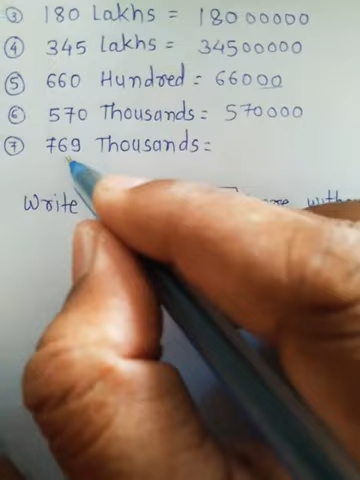 ③ 180 Lakhs = 18000000
④ 345 Lakhs = 34500000
⑤ 660 Hundred = 66000
⑥ 570 Thousands = 570000
⑦ 769 Thousands =
Write